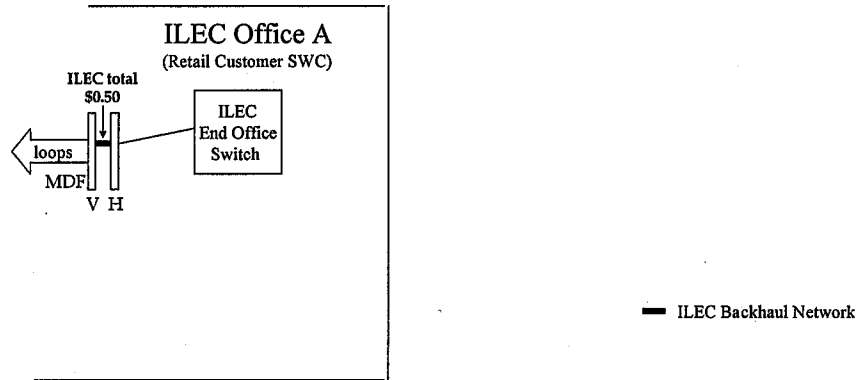 ILEC Office A
(Retail Customer SWC)
ILEC total
$0.50
ILEC
End Office
Switch
loops
MDF
V H
ILEC Backhaul Network